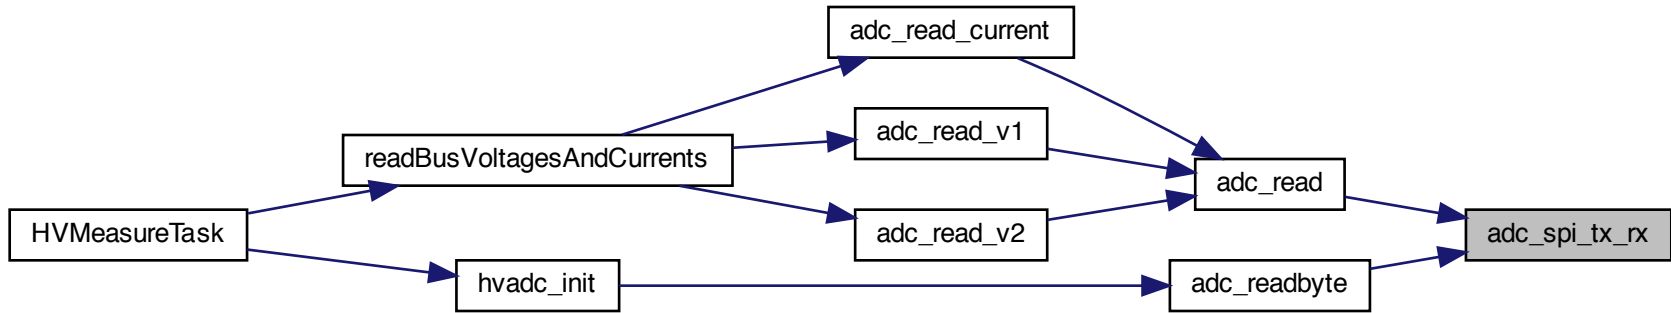 adc_read_current
adc_read_v1
readBusVoltagesAndCurrents
adc_read
HVMeasureTask
adc_read_v2
adc_spi_tx_rx
hvadc_init
adc_readbyte